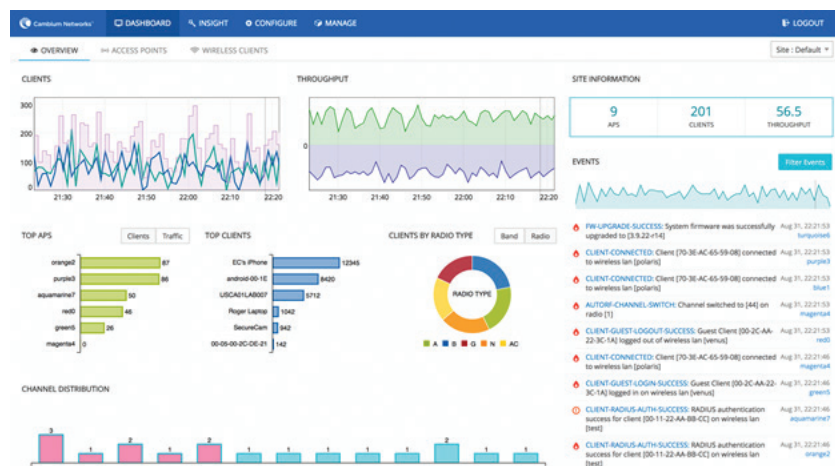 Cambium Networks™
DASHBOARD
INSIGHT
CONFIGURE
MANAGE
LOGOUT
OVERVIEW
ACCESS POINTS
WIRELESS CLIENTS
Site : Default
CLIENTS
300
200
100
0
21:30 21:40 21:50 22:00 22:10 22:20
THROUGHPUT
0
21:30 21:40 21:50 22:00 22:10 22:20
SITE INFORMATION
9
APS
201
CLIENTS
56.5
THROUGHPUT
EVENTS
Filter Events
FW-UPGRADE-SUCCESS: System firmware was successfully Aug 31, 22:21:53
upgraded to [3.9.22-r14] turquoise6
CLIENT-CONNECTED: Client [70-3E-AC-65-59-08] connected Aug 31, 22:21:53
to wireless lan [polaris] purple3
CLIENT-CONNECTED: Client [70-3E-AC-65-59-08] connected Aug 31, 22:21:53
to wireless lan [polaris] blue1
AUTORF-CHANNEL-SWITCH: Channel switched to [44] on Aug 31, 22:21:53
radio [1] magenta4
CLIENT-GUEST-LOGOUT-SUCCESS: Guest Client [00-2C-AA- Aug 31, 22:21:53
22-3C-1A] logged out of wireless lan [venus] red0
CLIENT-CONNECTED: Client [70-3E-AC-65-59-08] connected Aug 31, 22:21:46
to wireless lan [polaris] magenta4
CLIENT-GUEST-LOGIN-SUCCESS: Guest Client [00-2C-AA-22- Aug 31, 22:21:46
3C-1A] logged in on wireless lan [venus] green5
CLIENT-RADIUS-AUTH-SUCCESS: RADIUS authentication Aug 31, 22:21:46
success for client [00-11-22-AA-BB-CC] on wireless lan aquamarine7
[test]
CLIENT-RADIUS-AUTH-SUCCESS: RADIUS authentication Aug 31, 22:21:46
success for client [00-11-22-AA-BB-CC] on wireless lan orange2
[test]
TOP APS
Clients Traffic
orange2 87
purple3 86
aquamarine7 50
red0 46
green5 26
magenta4 0
TOP CLIENTS
EC's iPhone 12345
android-00-1E 8420
USCA01LAB007 5712
Roger Laptop 1042
SecureCam 942
00-05-00-2C-DE-21 142
CLIENTS BY RADIO TYPE
Band Radio
RADIO TYPE
A B G N AC
CHANNEL DISTRIBUTION
3 1 2 1 2 1 1 1 1 1 2 1 1